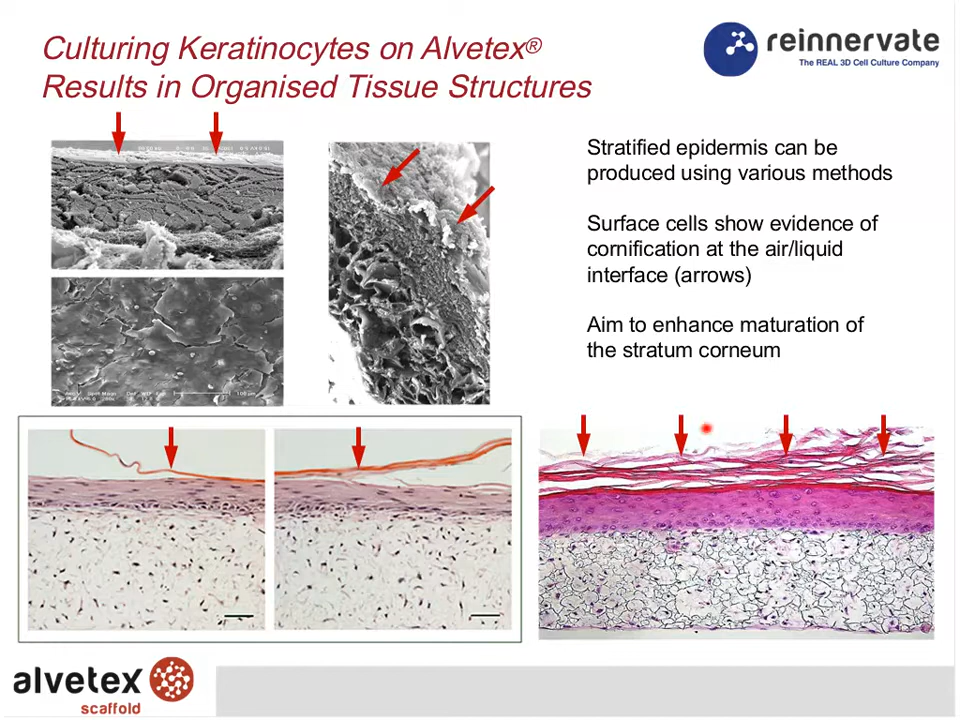 Culturing Keratinocytes on Alvetex®
Results in Organised Tissue Structures
reinnervate
The REAL 3D Cell Culture Company
Stratified epidermis can be
produced using various methods
Surface cells show evidence of
cornification at the air/liquid
interface (arrows)
Aim to enhance maturation of
the stratum corneum
alvetex
scaffold